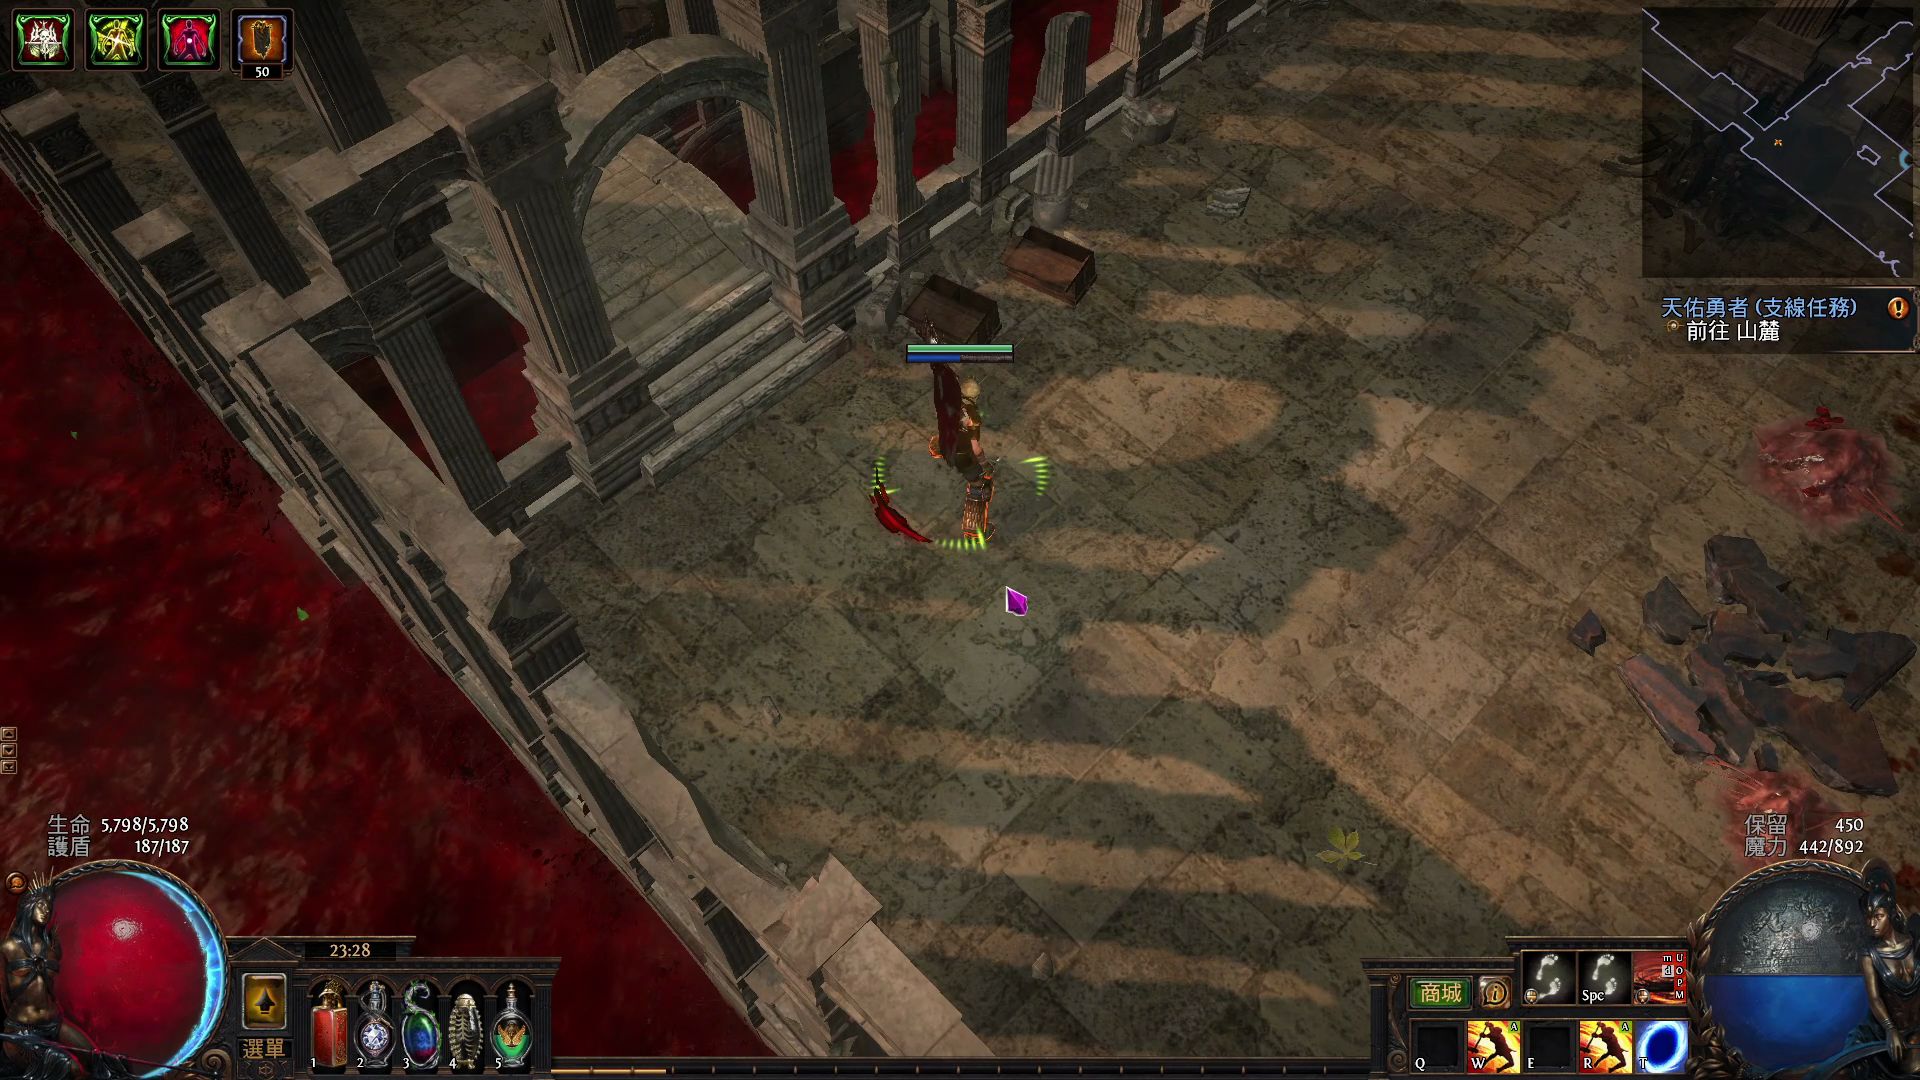 50
天佑勇者 (支線任務)
前往 山麓
生命 5,798/5,798
護盾 187/187
保留 450
魔力 442/892
23:28
選單
1
2
3
4
5
商城
Spc
m U
d O
P
M
Q
W A
E
R A
T